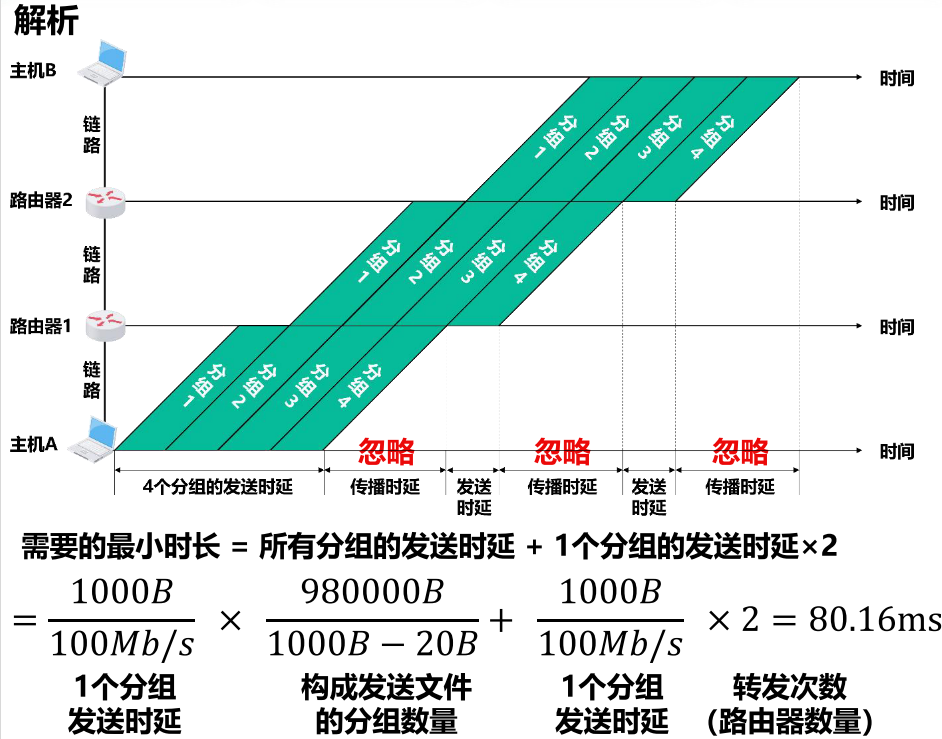 解析
主机B
时间
链路
分组1 分组2 分组3 分组4
路由器2
时间
链路
分组1 分组2 分组3 分组4
路由器1
时间
链路
分组1 分组2 分组3 分组4
主机A
忽略 忽略 忽略
时间
4个分组的发送时延 传播时延 发送时延 传播时延 发送时延 传播时延
需要的最小时长 = 所有分组的发送时延 + 1个分组的发送时延×2
= 1000B/100Mb/s × 980000B/1000B − 20B + 1000B/100Mb/s × 2 = 80.16ms
1个分组 构成发送文件 1个分组 转发次数
发送时延 的分组数量 发送时延 (路由器数量)